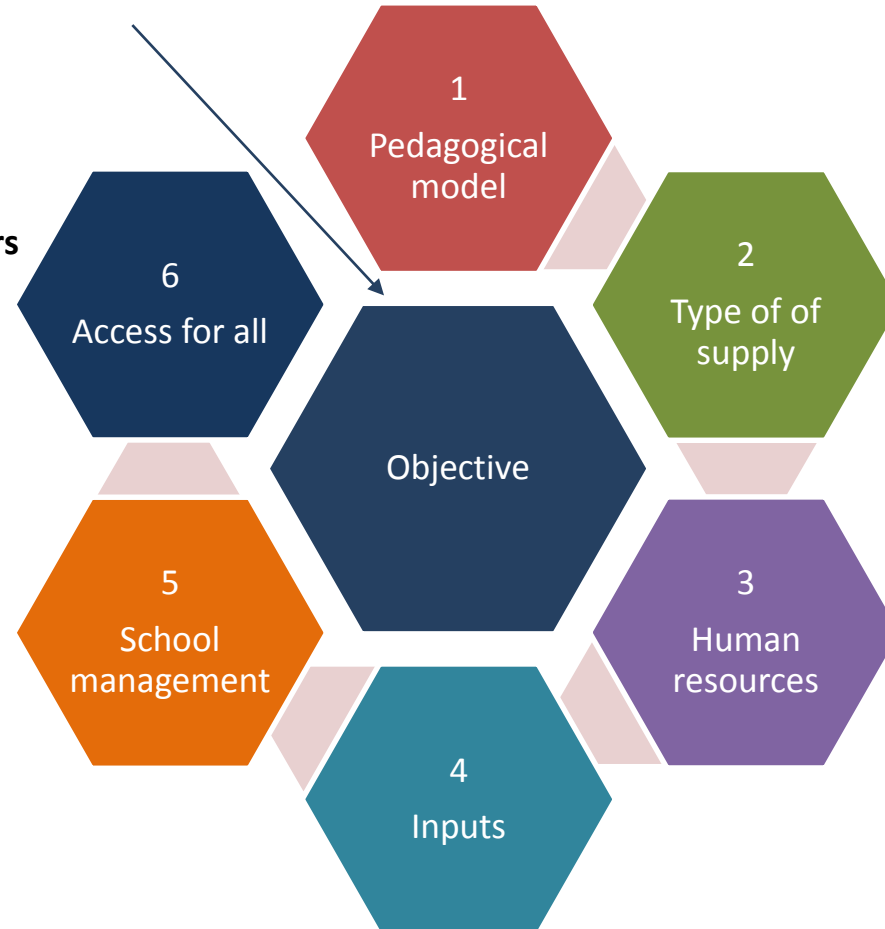 1
Pedagogical
model
2
Type of of
supply
rs
6
Access for all
Objective
3
Human
resources
5
School
management
4
Inputs